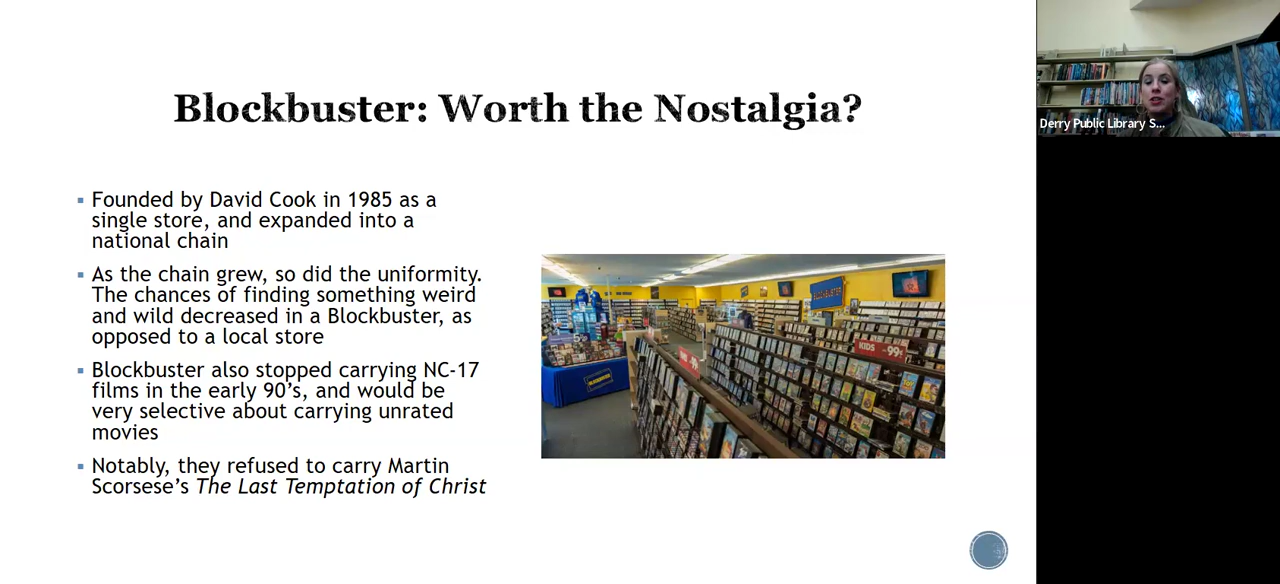 Blockbuster: Worth the Nostalgia?
Founded by David Cook in 1985 as a
single store, and expanded into a
national chain
As the chain grew, so did the uniformity.
The chances of finding something weird
and wild decreased in a Blockbuster, as
opposed to a local store
Blockbuster also stopped carrying NC-17
films in the early 90’s, and would be
very selective about carrying unrated
movies
Notably, they refused to carry Martin
Scorsese’s The Last Temptation of Christ
BLOCKBUSTER
KIDS 99¢
Derry Public Library S...